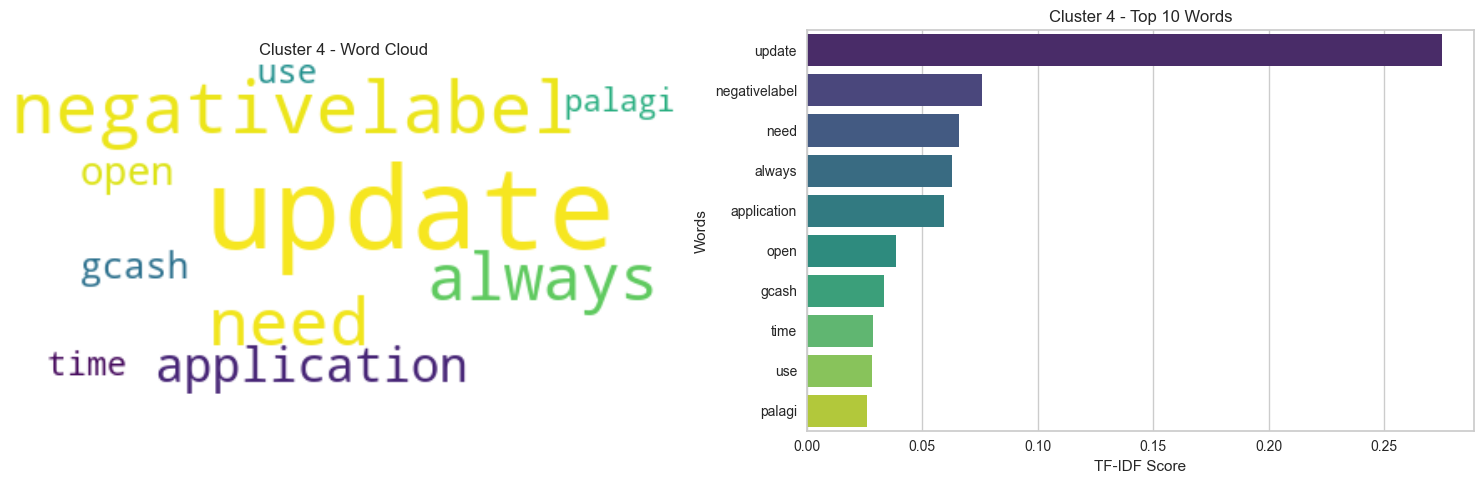 Cluster 4 - Word Cloud
use
negativelabel
palagi
open
update
gcash
always
need
time
application
Cluster 4 - Top 10 Words
Words
update
negativelabel
need
always
application
open
gcash
time
use
palagi
0.00 0.05 0.10 0.15 0.20 0.25
TF-IDF Score